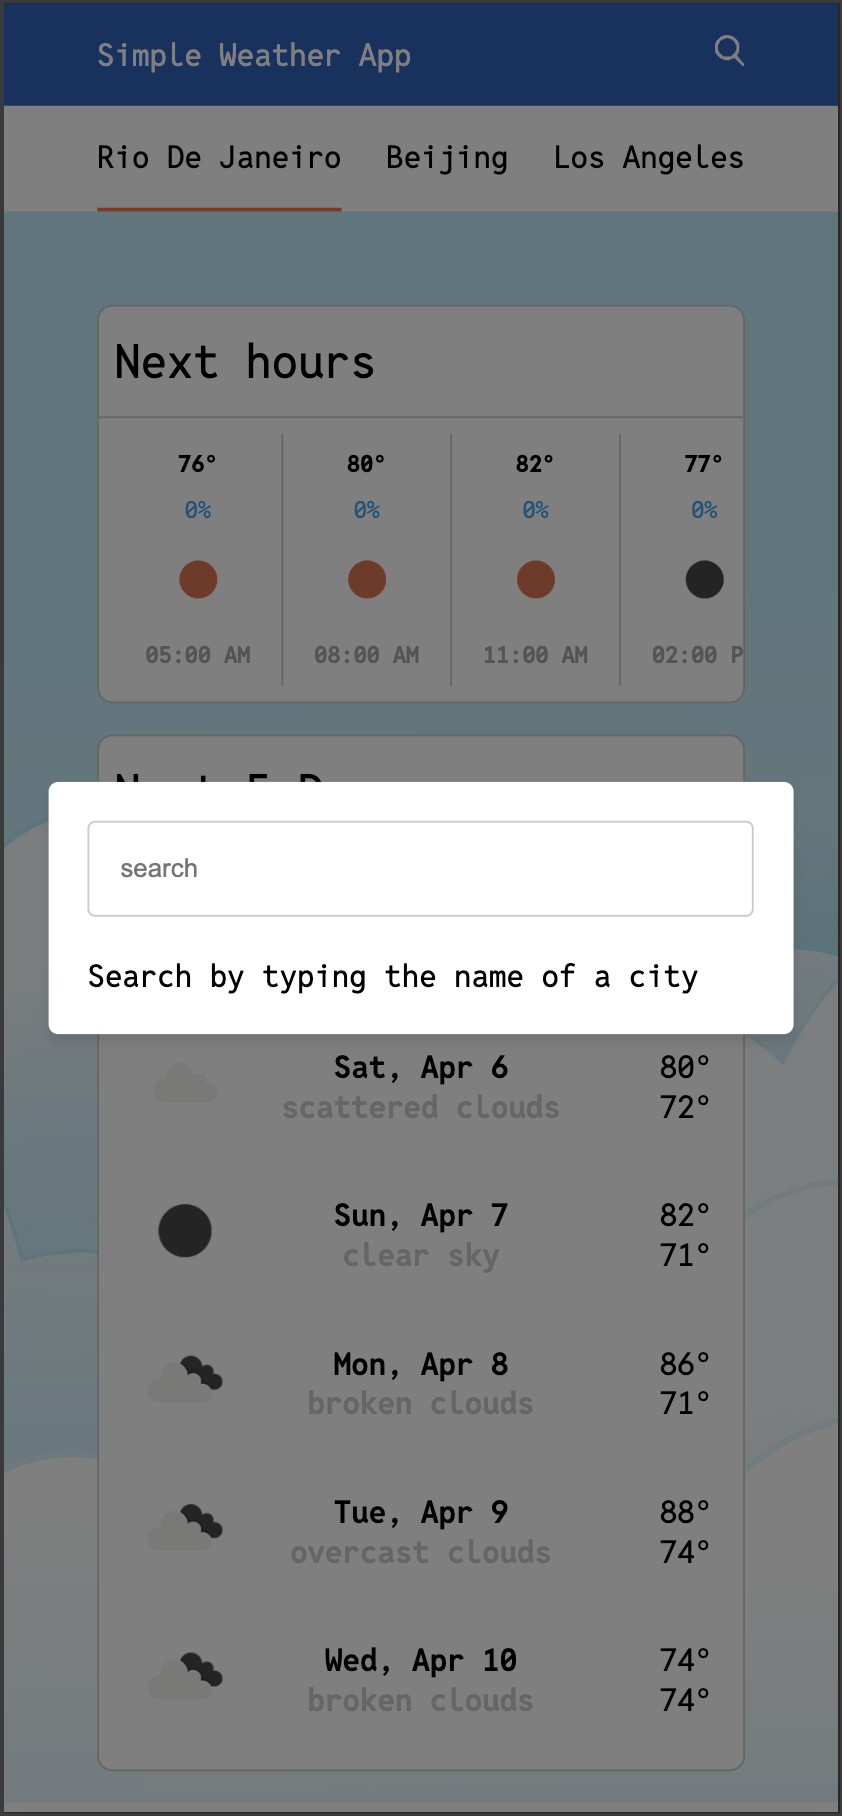 Simple Weather App
Rio De Janeiro Beijing Los Angeles
Next hours
76° 80° 82° 77°
0% 0% 0% 0%
05:00 AM 08:00 AM 11:00 AM 02:00 P
search
Search by typing the name of a city
Sat, Apr 6 80°
scattered clouds 72°
Sun, Apr 7 82°
clear sky 71°
Mon, Apr 8 86°
broken clouds 71°
Tue, Apr 9 88°
overcast clouds 74°
Wed, Apr 10 74°
broken clouds 74°